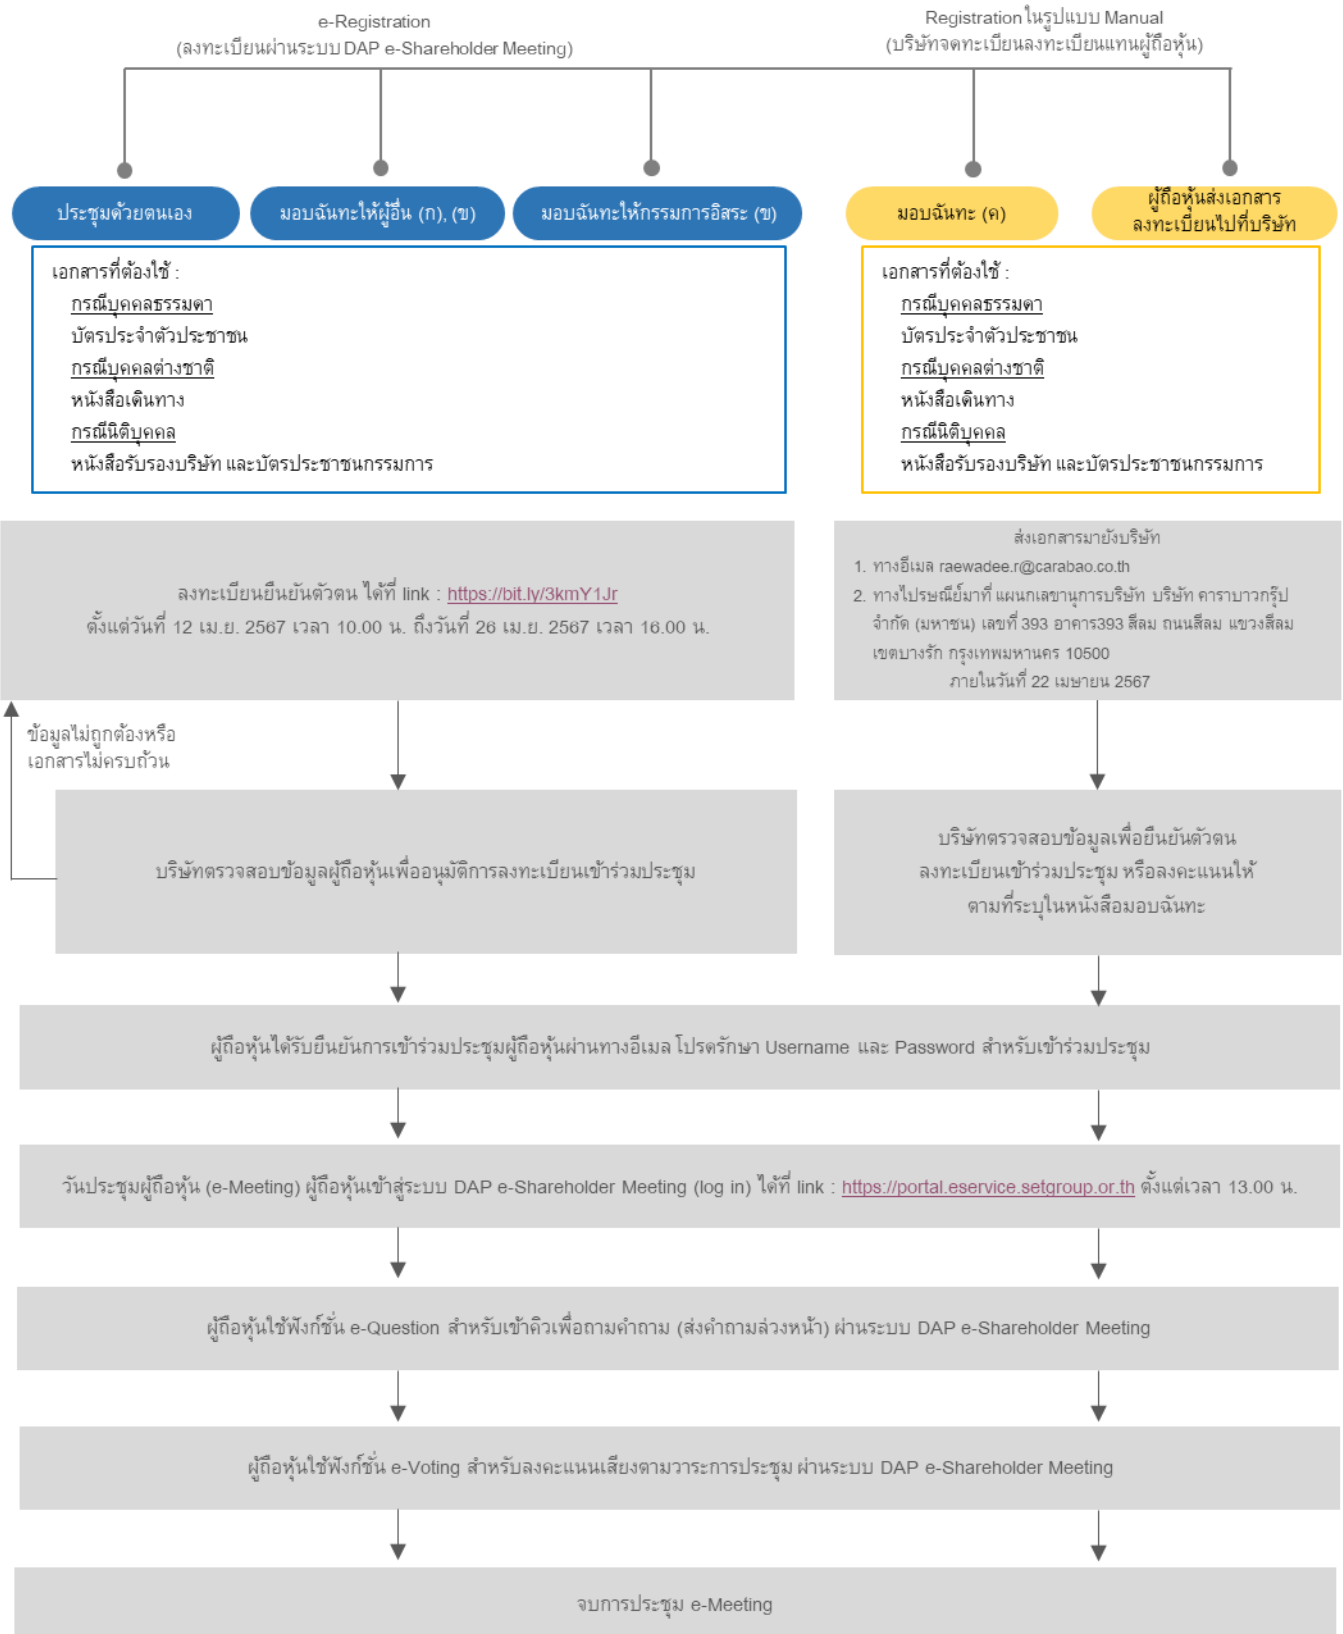 e-Registration
(ลงทะเบียนผ่านระบบ DAP e-Shareholder Meeting)
Registration ในรูปแบบ Manual
(บริษัทจดทะเบียนลงทะเบียนแทนผู้ถือหุ้น)
ประชุมด้วยตนเอง
มอบฉันทะให้ผู้อื่น (ก), (ข)
มอบฉันทะให้กรรมการอิสระ (ข)
มอบฉันทะ (ค)
ผู้ถือหุ้นส่งเอกสาร
ลงทะเบียนไปที่บริษัท
เอกสารที่ต้องใช้ :
กรณีบุคคลธรรมดา
บัตรประจำตัวประชาชน
กรณีบุคคลต่างชาติ
หนังสือเดินทาง
กรณีนิติบุคคล
หนังสือรับรองบริษัท และบัตรประชาชนกรรมการ
เอกสารที่ต้องใช้ :
กรณีบุคคลธรรมดา
บัตรประจำตัวประชาชน
กรณีบุคคลต่างชาติ
หนังสือเดินทาง
กรณีนิติบุคคล
หนังสือรับรองบริษัท และบัตรประชาชนกรรมการ
ลงทะเบียนยืนยันตัวตน ได้ที่ link : https://bit.ly/3kmY1Jr
ตั้งแต่วันที่ 12 เม.ย. 2567 เวลา 10.00 น. ถึงวันที่ 26 เม.ย. 2567 เวลา 16.00 น.
ส่งเอกสารมายังบริษัท
1. ทางอีเมล raewadee.r@carabao.co.th
2. ทางไปรษณีย์มาที่ แผนกเลขานุการบริษัท บริษัท คาราบาวกรุ๊ป
จำกัด (มหาชน) เลขที่ 393 อาคาร393 สีลม ถนนสีลม แขวงสีลม
เขตบางรัก กรุงเทพมหานคร 10500
ภายในวันที่ 22 เมษายน 2567
ข้อมูลไม่ถูกต้องหรือ
เอกสารไม่ครบถ้วน
บริษัทตรวจสอบข้อมูลผู้ถือหุ้นเพื่ออนุมัติการลงทะเบียนเข้าร่วมประชุม
บริษัทตรวจสอบข้อมูลเพื่อยืนยันตัวตน
ลงทะเบียนเข้าร่วมประชุม หรือลงคะแนนให้
ตามที่ระบุในหนังสือมอบฉันทะ
ผู้ถือหุ้นได้รับยืนยันการเข้าร่วมประชุมผู้ถือหุ้นผ่านทางอีเมล โปรดรักษา Username และ Password สำหรับเข้าร่วมประชุม
วันประชุมผู้ถือหุ้น (e-Meeting) ผู้ถือหุ้นเข้าสู่ระบบ DAP e-Shareholder Meeting (log in) ได้ที่ link : https://portal.eservice.setgroup.or.th ตั้งแต่เวลา 13.00 น.
ผู้ถือหุ้นใช้ฟังก์ชั่น e-Question สำหรับเข้าคิวเพื่อถามคำถาม (ส่งคำถามล่วงหน้า) ผ่านระบบ DAP e-Shareholder Meeting
ผู้ถือหุ้นใช้ฟังก์ชั่น e-Voting สำหรับลงคะแนนเสียงตามวาระการประชุม ผ่านระบบ DAP e-Shareholder Meeting
จบการประชุม e-Meeting